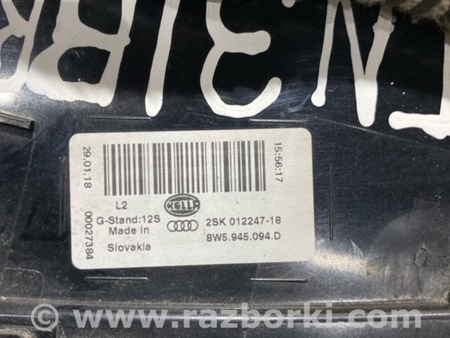 TN31RR
29.01.18
15:56:17
L2
HELLA
G-Stand:12S
2SK 012247-18
Made in
8W5.945.094.D
Slovakia
00027384
www.razborki.com